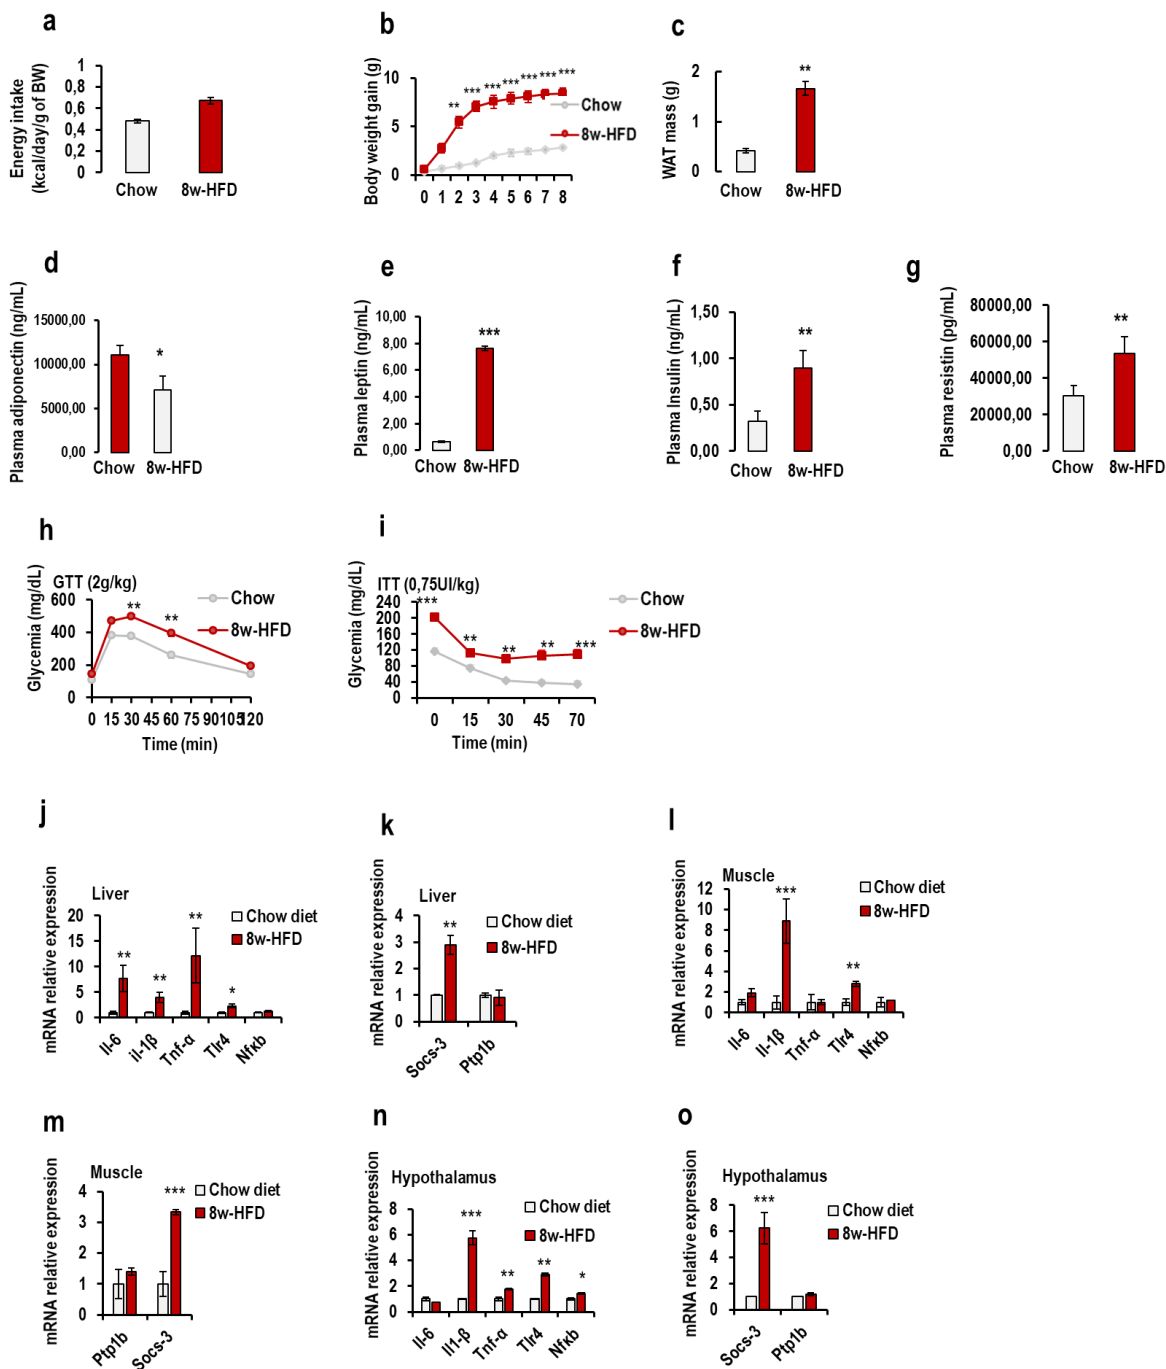 a
Energy intake
(kcal/day/g of BW)
1
0,8
0,6
0,4
0,2
0
Chow
8w-HFD
b
Body weight gain (g)
10
5
0
** *** *** *** *** *** ***
Chow
8w-HFD
0 1 2 3 4 5 6 7 8
c
WAT mass (g)
2
1
0
**
Chow
8w-HFD
d
Plasma adiponectin (ng/mL)
15000,00
10000,00
5000,00
0,00
*
Chow
8w-HFD
e
Plasma leptin (ng/mL)
10,00
8,00
6,00
4,00
2,00
0,00
***
Chow
8w-HFD
f
Plasma Insulin (ng/mL)
1,50
1,00
0,50
0,00
**
Chow
8w-HFD
g
Plasma resistin (pg/mL)
80000,00
60000,00
40000,00
20000,00
0,00
**
Chow
8w-HFD
h
Glycemia (mg/dL)
GTT (2g/kg)
600
400
200
0
** **
Chow
8w-HFD
0 15 30 45 60 75 90 105 120
Time (min)
i
Glycemia (mg/dL)
ITT (0,75UI/kg)
240
200
160
120
80
40
0
*** ** ** ** ***
Chow
8w-HFD
0 15 30 45 70
Time (min)
j
mRNA relative expression
Liver
20
15
10
5
0
** ** ** *
Chow diet
8w-HFD
Il-6 il-1β Tnf-α Tlr4 Nfκb
k
mRNA relative expression
Liver
4
3
2
1
0
**
Chow diet
8w-HFD
Socs-3 Ptp1b
l
mRNA relative expression
Muscle
12
10
8
6
4
2
0
*** **
Chow diet
8w-HFD
Il-6 Il-1β Tnf-α Tlr4 Nfκb
m
mRNA relative expression
Muscle
4
3
2
1
0
***
Chow diet
8w-HFD
Ptp1b Socs-3
n
mRNA relative expression
Hypothalamus
8
6
4
2
0
*** ** ** *
Chow diet
8w-HFD
Il-6 Il1-β Tnf-α Tlr4 Nfκb
o
mRNA relative expression
Hypothalamus
8
6
4
2
0
***
Chow diet
8w-HFD
Socs-3 Ptp1b